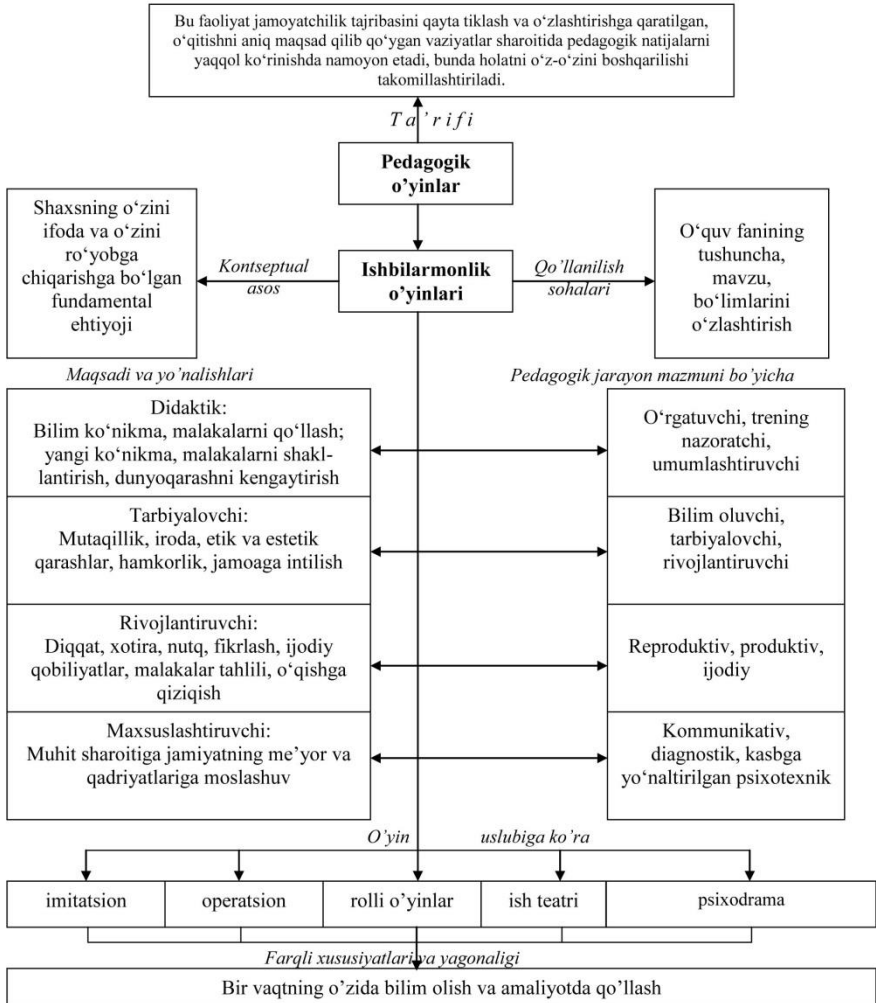 Bu faoliyat jamoyatchilik tajribasini qayta tiklash va o‘zlashtirishga qaratilgan,
o‘qitishni aniq maqsad qilib qo‘ygan vaziyatlar sharoitida pedagogik natijalarni
yaqqol ko‘rinishda namoyon etadi, bunda holatni o‘z-o‘zini boshqarilishi
takomillashtiriladi.
Ta’rifi
Pedagogik
o’yinlar
Shaxsning o‘zini
ifoda va o‘zini
ro‘yobga
chiqarishga bo‘lgan
fundamental
ehtiyoji
Kontseptual
asos
Ishbilarmonlik
o’yinlari
Qo’llanilish
sohalari
O‘quv fanining
tushuncha,
mavzu,
bo‘limlarini
o‘zlashtirish
Maqsadi va yo’nalishlari
Didaktik:
Bilim ko‘nikma, malakalarni qo‘llash;
yangi ko‘nikma, malakalarni shakl-
lantirish, dunyoqarashni kengaytirish
Tarbiyalovchi:
Mutaqillik, iroda, etik va estetik
qarashlar, hamkorlik, jamoaga intilish
Rivojlantiruvchi:
Diqqat, xotira, nutq, fikrlash, ijodiy
qobiliyatlar, malakalar tahlili, o‘qishga
qiziqish
Maxsuslashtiruvchi:
Muhit sharoitiga jamiyatning me’yor va
qadriyatlariga moslashuv
Pedagogik jarayon mazmuni bo’yicha
O‘rgatuvchi, trening
nazoratchi,
umumlashtiruvchi
Bilim oluvchi,
tarbiyalovchi,
rivojlantiruvchi
Reproduktiv, produktiv,
ijodiy
Kommunikativ,
diagnostik, kasbga
yo‘naltirilgan psixotexnik
O’yin uslubiga ko’ra
imitatsion
operatsion
rolli o’yinlar
ish teatri
psixodrama
Farqli xususiyatlari va yagonaligi
Bir vaqtning o’zida bilim olish va amaliyotda qo’llash